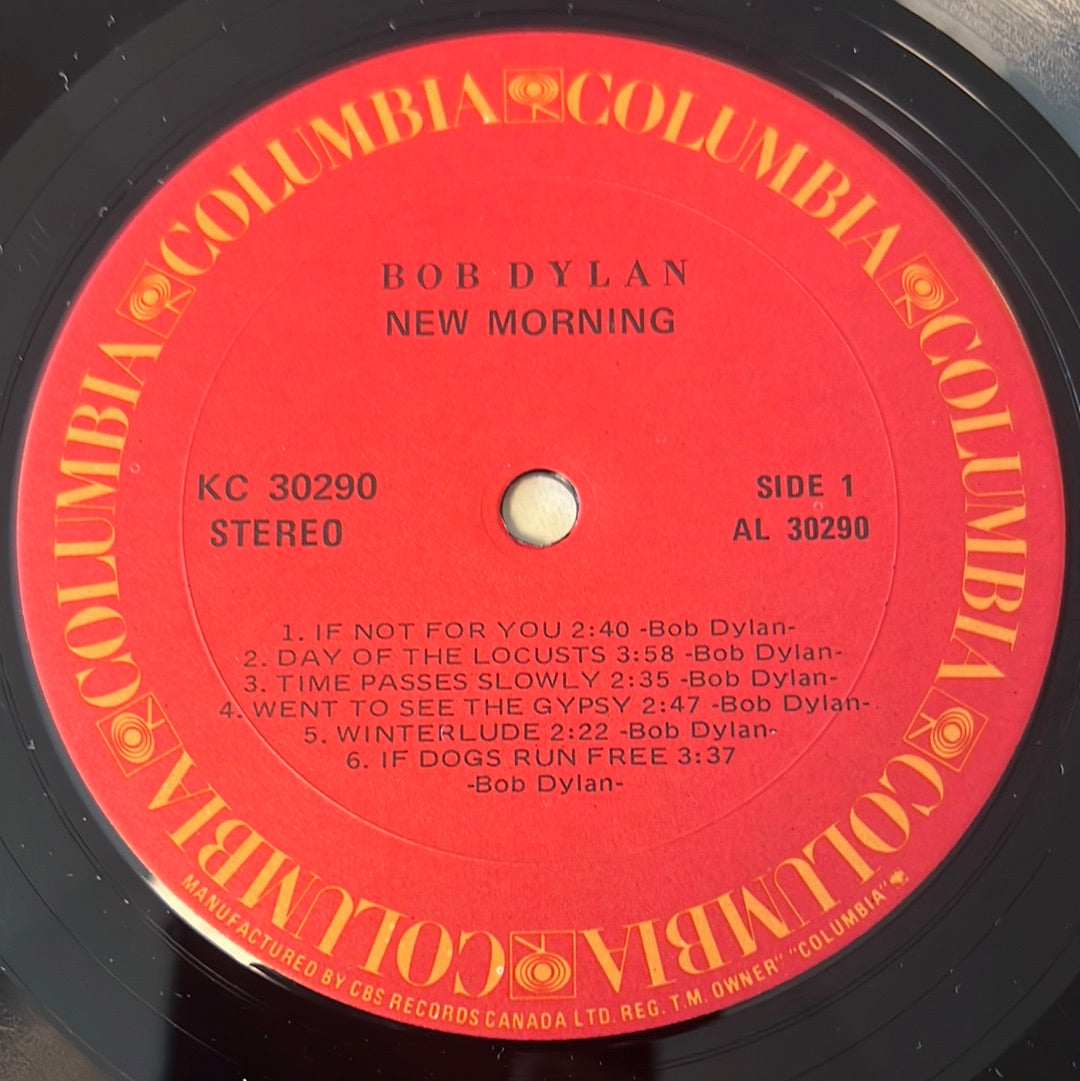 COLUMBIA COLUMBIA COLUMBIA COLUMBIA COLUMBIA COLUMBIA
BOB DYLAN
NEW MORNING
KC 30290
STEREO
SIDE 1
AL 30290
1. IF NOT FOR YOU 2:40 -Bob Dylan-
2. DAY OF THE LOCUSTS 3:58 -Bob Dylan-
3. TIME PASSES SLOWLY 2:35 -Bob Dylan-
4. WENT TO SEE THE GYPSY 2:47 -Bob Dylan-
5. WINTERLUDE 2:22 -Bob Dylan-
6. IF DOGS RUN FREE 3:37
-Bob Dylan-
MANUFACTURED BY CBS RECORDS CANADA LTD. REG. T.M. OWNER" "COLUMBIA"